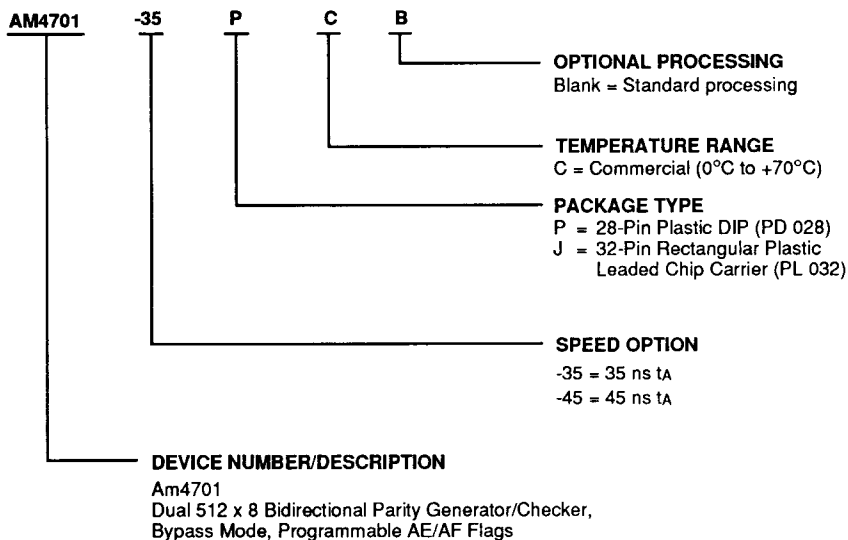 AM4701 -35 P C B
OPTIONAL PROCESSING
Blank = Standard processing
TEMPERATURE RANGE
C = Commercial (0°C to +70°C)
PACKAGE TYPE
P = 28-Pin Plastic DIP (PD 028)
J = 32-Pin Rectangular Plastic
Leaded Chip Carrier (PL 032)
SPEED OPTION
-35 = 35 ns tA
-45 = 45 ns tA
DEVICE NUMBER/DESCRIPTION
Am4701
Dual 512 x 8 Bidirectional Parity Generator/Checker,
Bypass Mode, Programmable AE/AF Flags